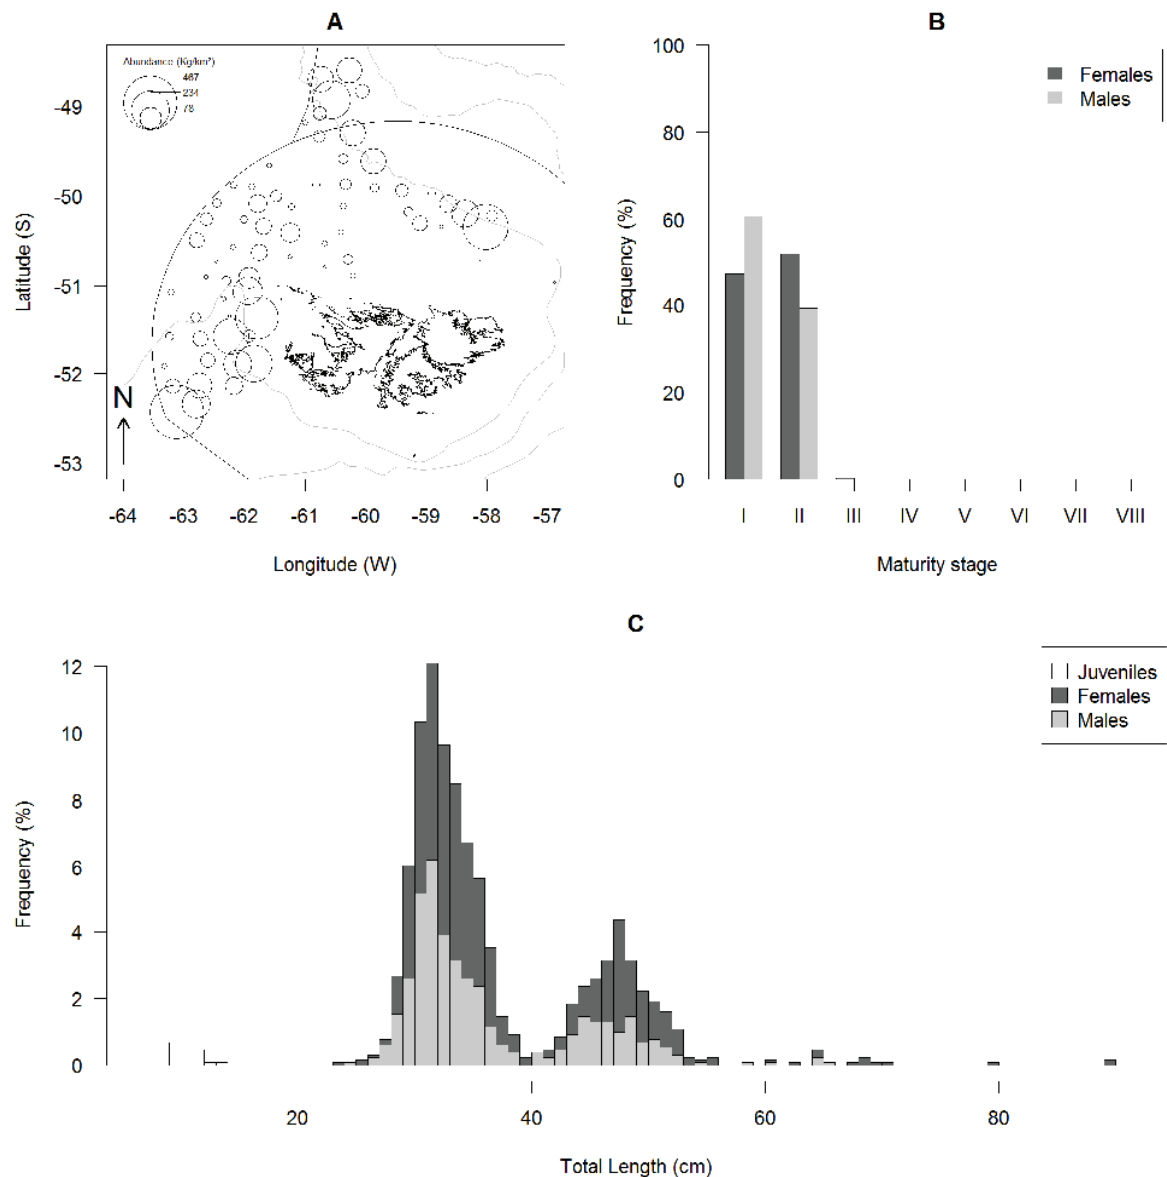 A
Abundance (Kg/km²)
467
234
78
-49
-50
-51
-52
-53
Latitude (S)
N
-64 -63 -62 -61 -60 -59 -58 -57
Longitude (W)
B
100
80
60
40
20
0
Frequency (%)
Females
Males
I II III IV V VI VII VIII
Maturity stage
C
12
10
8
6
4
2
0
Frequency (%)
Juveniles
Females
Males
20 40 60 80
Total Length (cm)